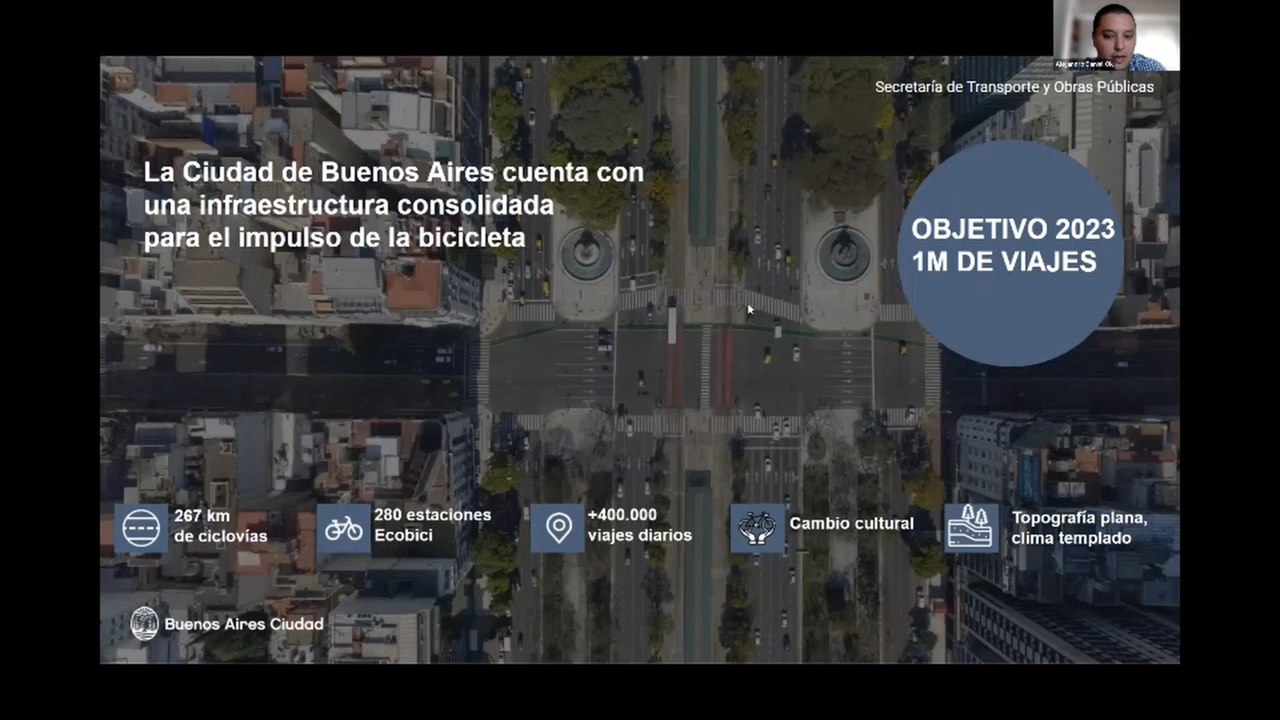 Secretaría de Transporte y Obras Públicas
La Ciudad de Buenos Aires cuenta con
una infraestructura consolidada
para el impulso de la bicicleta
OBJETIVO 2023
1M DE VIAJES
267 km
de ciclovías
280 estaciones
Ecobici
+400.000
viajes diarios
Cambio cultural
Topografía plana,
clima templado
Buenos Aires Ciudad